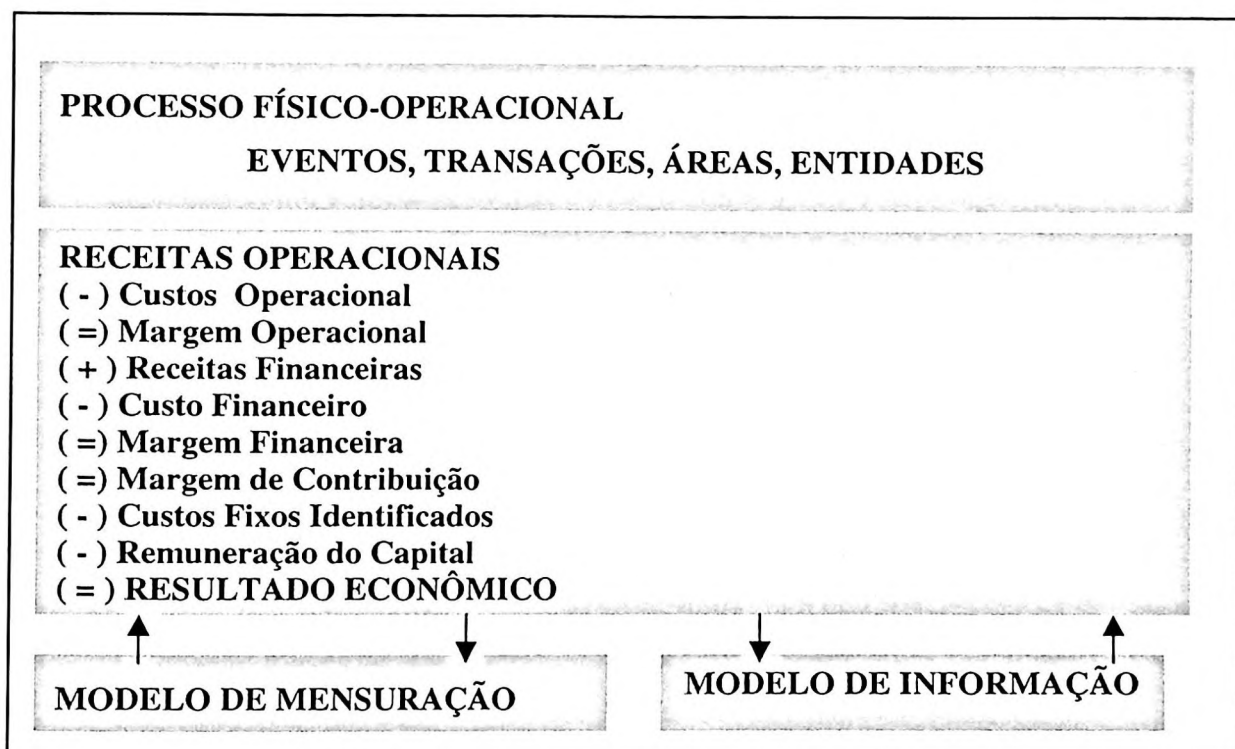 PROCESSO FÍSICO-OPERACIONAL
EVENTOS, TRANSAÇÕES, ÁREAS, ENTIDADES
RECEITAS OPERACIONAIS
( - ) Custos Operacional
( =) Margem Operacional
( + ) Receitas Financeiras
( - ) Custo Financeiro
( =) Margem Financeira
( =) Margem de Contribuição
( - ) Custos Fixos Identificados
( - ) Remuneração do Capital
( = ) RESULTADO ECONÔMICO
MODELO DE MENSURAÇÃO
MODELO DE INFORMAÇÃO